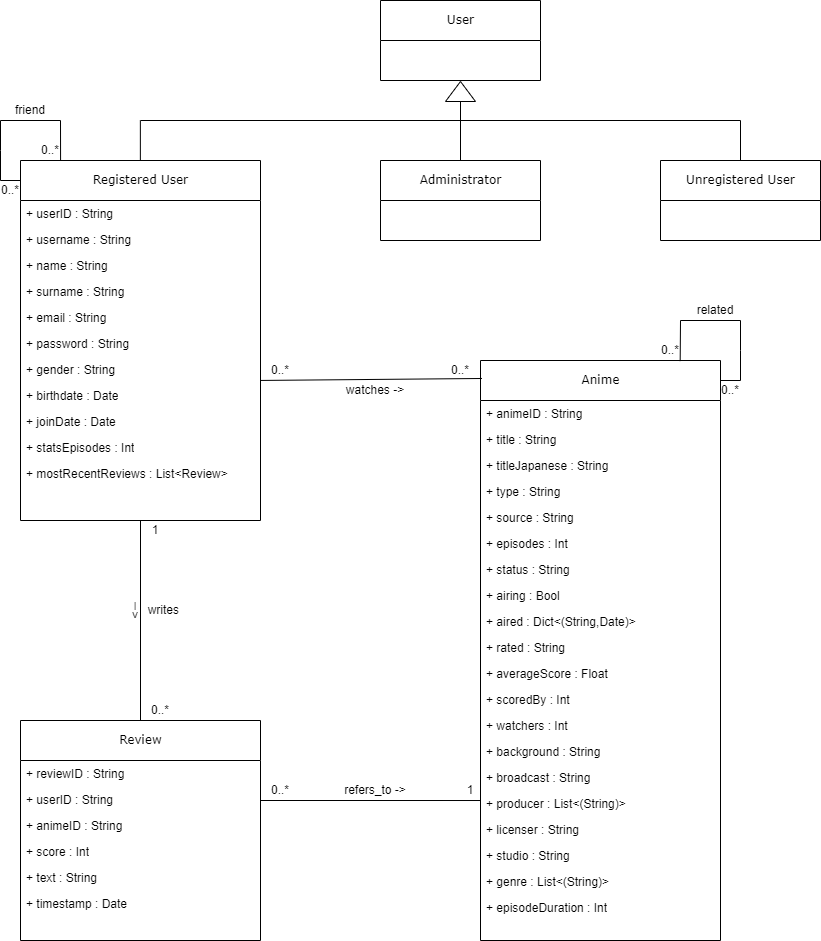 User
friend
0..*
0..*
Registered User
+ userID : String
+ username : String
+ name : String
+ surname : String
+ email : String
+ password : String
+ gender : String
+ birthdate : Date
+ joinDate : Date
+ statsEpisodes : Int
+ mostRecentReviews : List<Review>
Administrator
Unregistered User
0..*
watches ->
0..*
related
0..*
0..*
Anime
+ animeID : String
+ title : String
+ titleJapanese : String
+ type : String
+ source : String
+ episodes : Int
+ status : String
+ airing : Bool
+ aired : Dict<(String,Date)>
+ rated : String
+ averageScore : Float
+ scoredBy : Int
+ watchers : Int
+ background : String
+ broadcast : String
+ producer : List<(String)>
+ licenser : String
+ studio : String
+ genre : List<(String)>
+ episodeDuration : Int
1
->
writes
0..*
Review
+ reviewID : String
+ userID : String
+ animeID : String
+ score : Int
+ text : String
+ timestamp : Date
0..*
refers_to ->
1